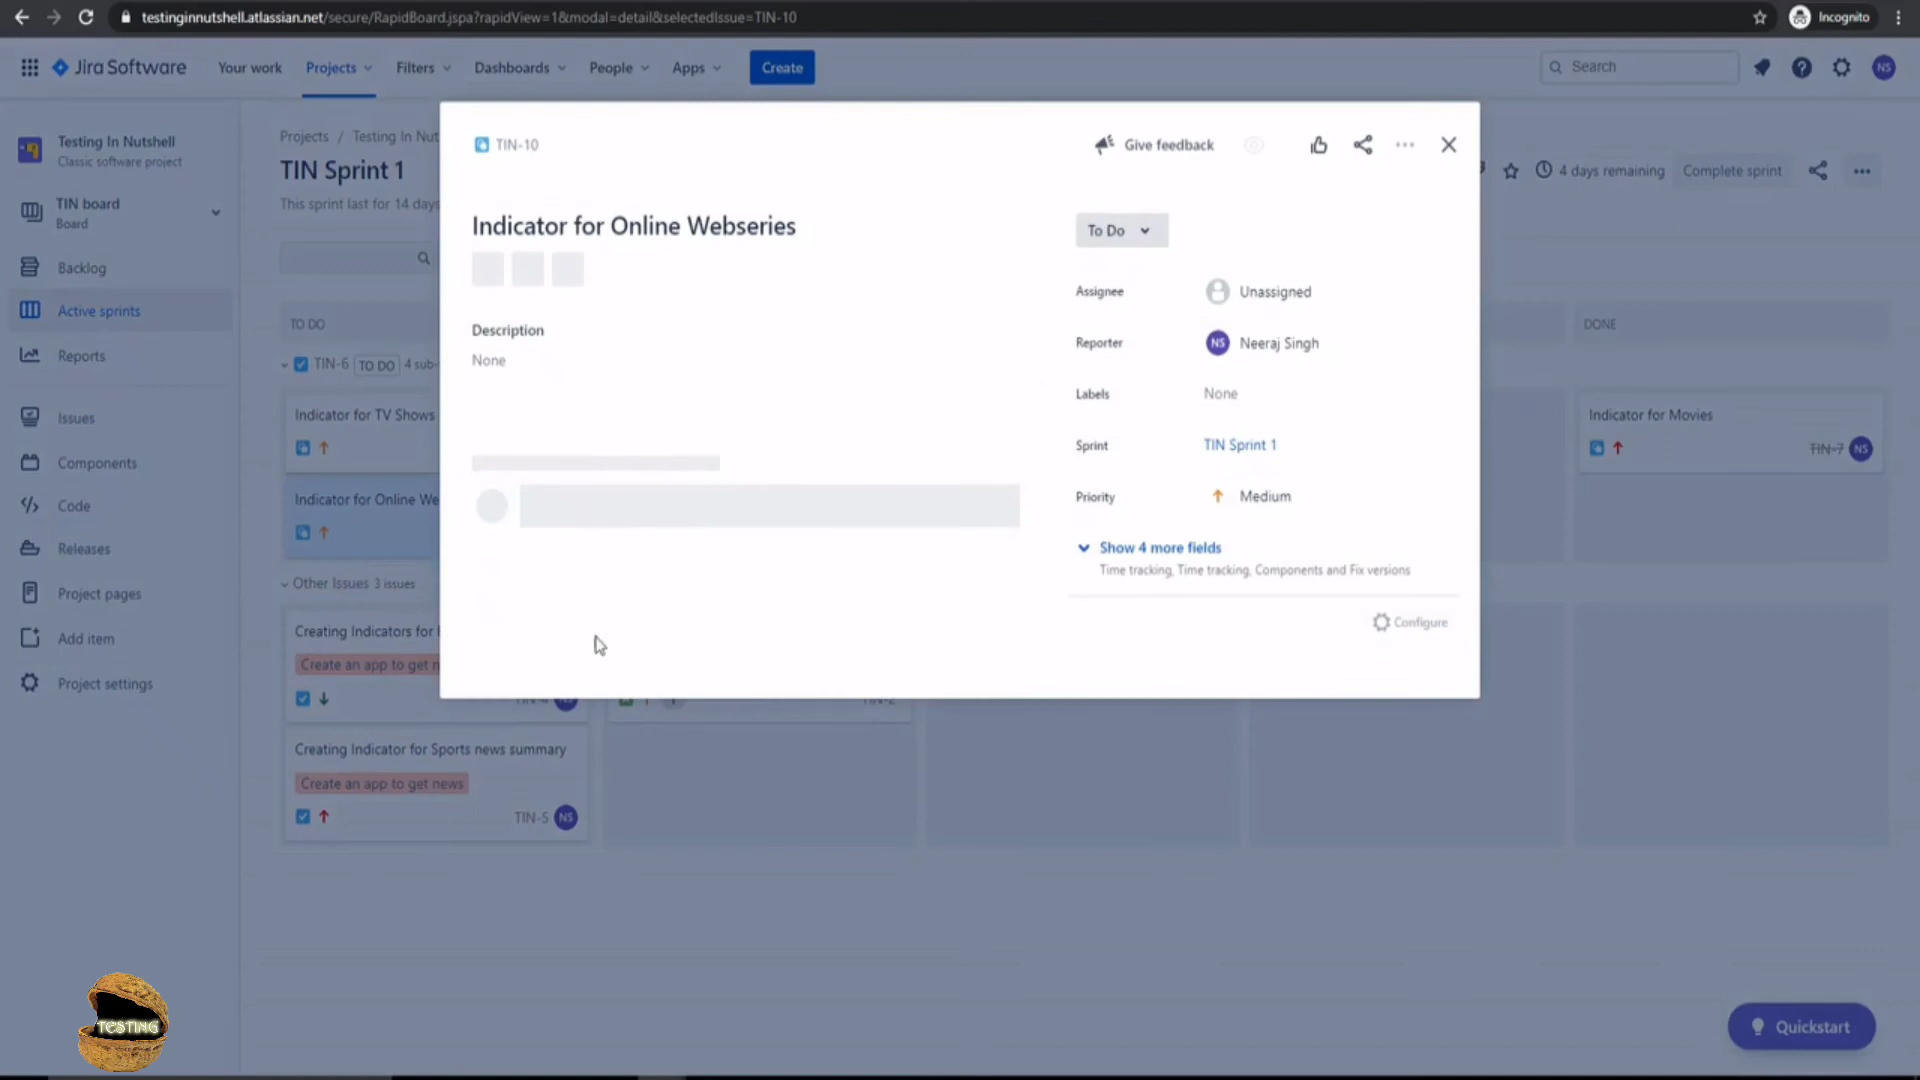 testinginnutshell.atlassian.net/secure/RapidBoard.jspa?rapidView=1&modal=detail&selectedIssue=TIN-10
Incognito
Jira Software
Your work
Projects
Filters
Dashboards
People
Apps
Create
Search
NS
Testing In Nutshell
Classic software project
TIN board
Board
Backlog
Active sprints
Reports
Issues
Components
Code
Releases
Project pages
Add item
Project settings
Projects / Testing In Nut
TIN Sprint 1
This sprint last for 14 days
4 days remaining
Complete sprint
TO DO
DONE
TIN-6 TO DO 4 sub-
Indicator for TV Shows
Indicator for Online We
Other Issues 3 issues
Creating Indicators for
Create an app to get n
TIN-4
TIN-2
Creating Indicator for Sports news summary
Create an app to get news
TIN-5 NS
Indicator for Movies
TIN-7 NS
TIN-10
Give feedback
Indicator for Online Webseries
Description
None
To Do
Assignee Unassigned
Reporter NS Neeraj Singh
Labels None
Sprint TIN Sprint 1
Priority Medium
Show 4 more fields
Time tracking, Time tracking, Components and Fix versions
Configure
TESTING
Quickstart